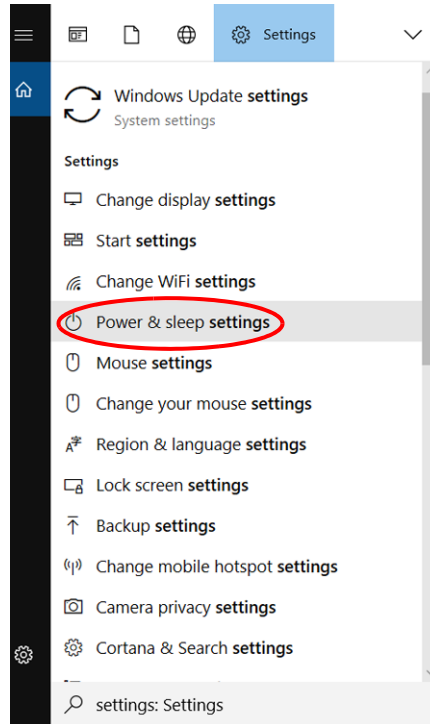 Settings
Windows Update settings
System settings
Settings
Change display settings
Start settings
Change WiFi settings
Power & sleep settings
Mouse settings
Change your mouse settings
Region & language settings
Lock screen settings
Backup settings
Change mobile hotspot settings
Camera privacy settings
Cortana & Search settings
settings: Settings